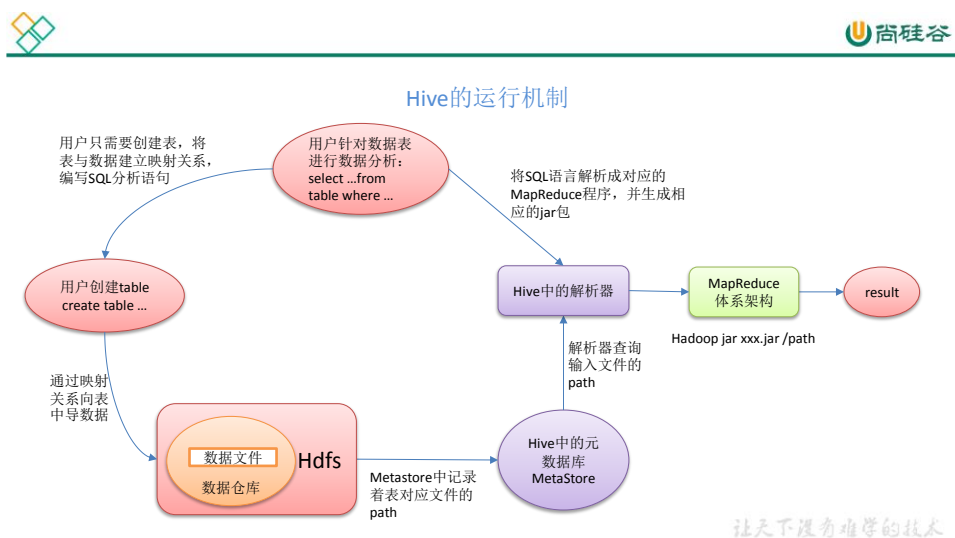 尚硅谷
Hive的运行机制
用户只需要创建表，将
表与数据建立映射关系，
编写SQL分析语句
用户针对数据表
进行数据分析：
select ...from
table where ...
将SQL语言解析成对应的
MapReduce程序，并生成相
应的jar包
用户创建table
create table ...
Hive中的解析器
MapReduce
体系架构
result
Hadoop jar xxx.jar /path
解析器查询
输入文件的
path
通过映射
关系向表
中导数据
数据文件
数据仓库
Hdfs
Metastore中记录
着表对应文件的
path
Hive中的元
数据库
MetaStore
让天下没有难学的技术